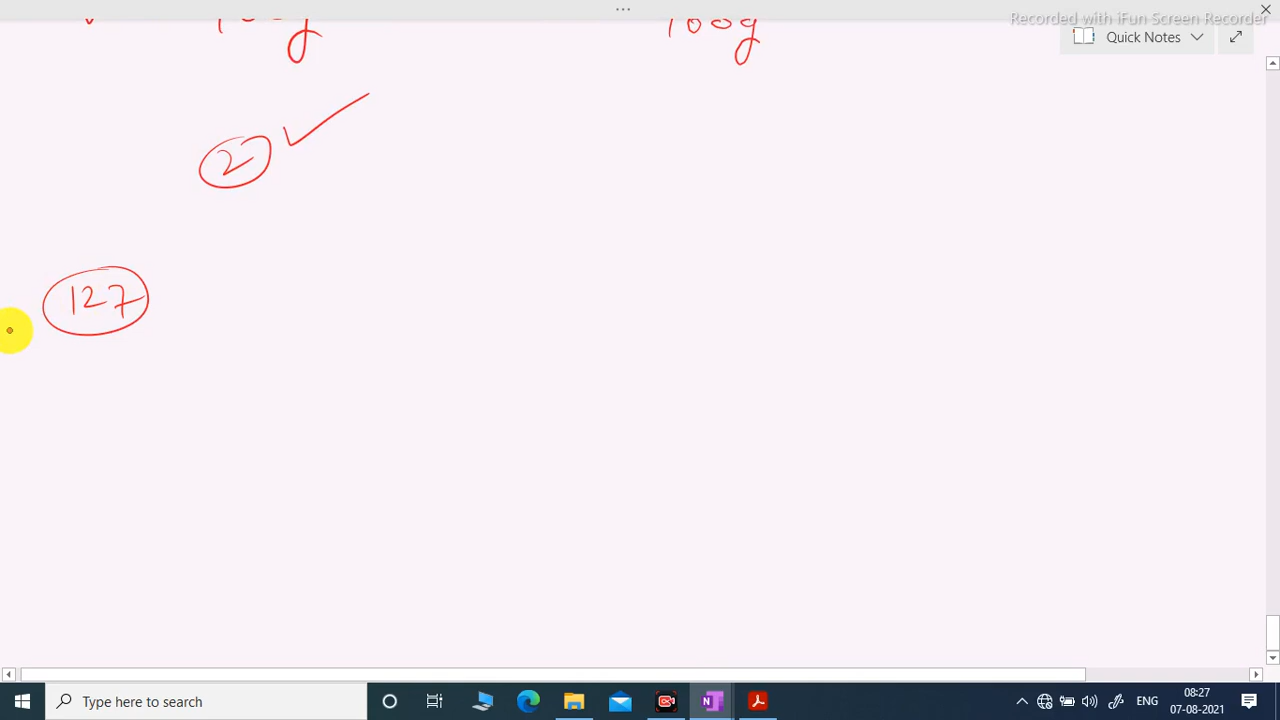 Recorded with iFun Screen Recorder
Quick Notes
100g
2
127
Type here to search
ENG
08:27
07-08-2021